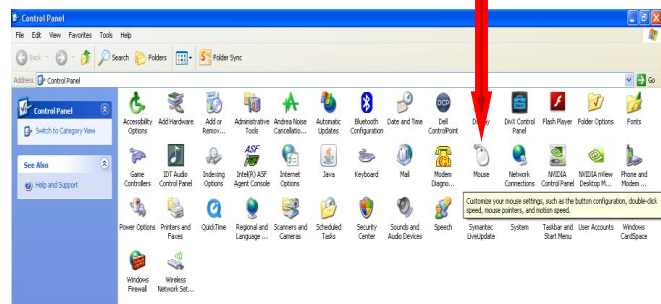 Control Panel
File Edit View Favorites Tools Help
Back Search Folders Folder Sync
Address Control Panel Go
Control Panel
Switch to Category View
See Also
Help and Support
Accessibility Options
Add Hardware
Add or Remov...
Administrative Tools
Andrea Noise Cancellatio...
Automatic Updates
Bluetooth Configuration
Date and Time
Dell ControlPoint
DivX Control Panel
Flash Player
Folder Options
Fonts
Game Controllers
IDT Audio Control Panel
Indexing Options
ASF
Intel(R) ASF Agent Console
Internet Options
Java
Keyboard
Mail
Modem Diagno...
Mouse
Network Connections
NVIDIA Control Panel
NVIDIA nView Desktop M...
Phone and Modem ...
Customize your mouse settings, such as the button configuration, double-click
speed, mouse pointers, and motion speed.
Power Options
Printers and Faxes
QuickTime
Regional and Language ...
Scanners and Cameras
Scheduled Tasks
Security Center
Sounds and Audio Devices
Speech
Symantec LiveUpdate
System
Taskbar and Start Menu
User Accounts
Windows CardSpace
Windows Firewall
Wireless Network Set...